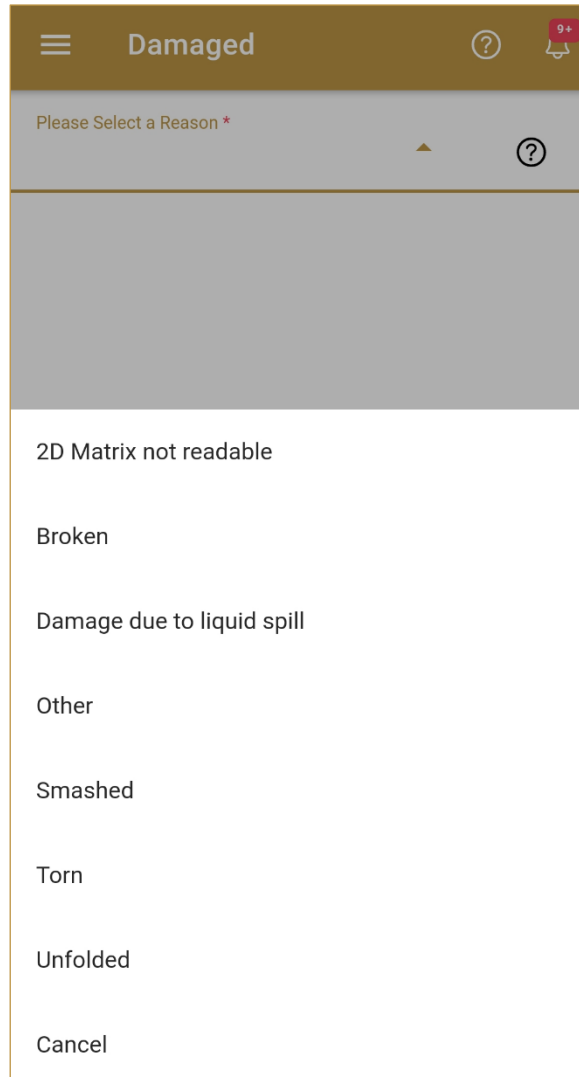 Damaged
9+
Please Select a Reason *
2D Matrix not readable
Broken
Damage due to liquid spill
Other
Smashed
Torn
Unfolded
Cancel